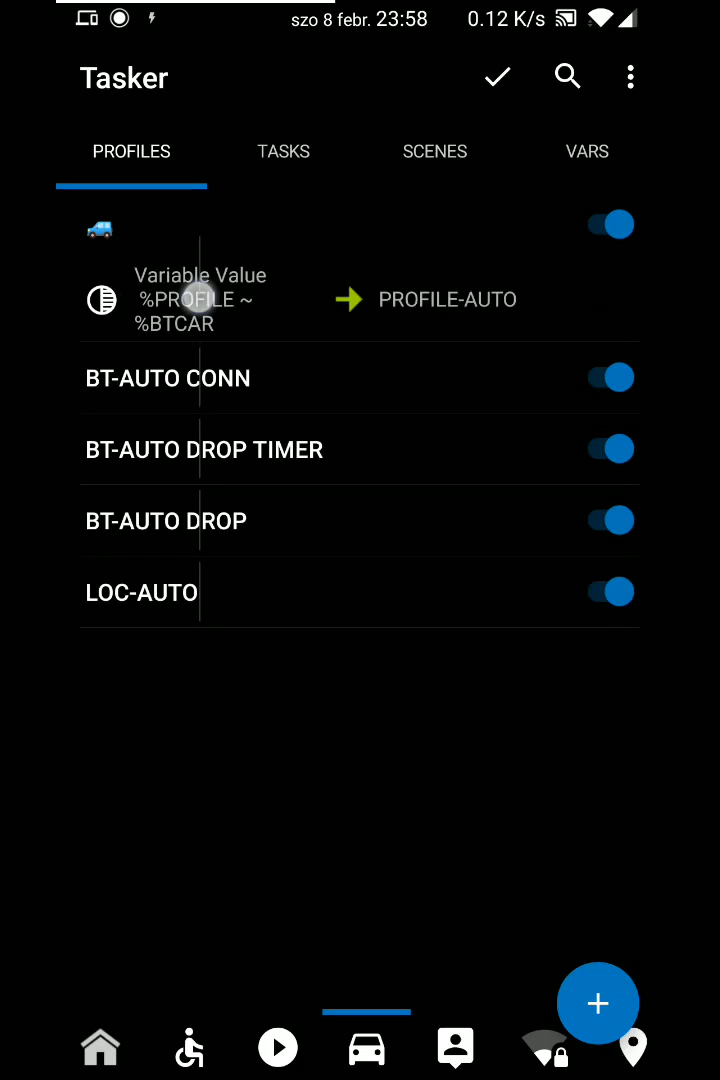 szo 8 febr. 23:58 0.12 K/s
Tasker
PROFILES TASKS SCENES VARS
Variable Value
%PROFILE ~
%BTCAR
PROFILE-AUTO
BT-AUTO CONN
BT-AUTO DROP TIMER
BT-AUTO DROP
LOC-AUTO